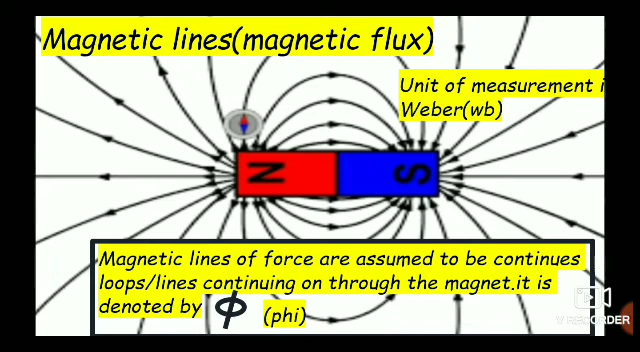 Magnetic lines(magnetic flux)
Unit of measurement i
Weber(wb)
N
S
Magnetic lines of force are assumed to be continues
loops/lines continuing on through the magnet.it is
denoted by ϕ (phi)
V RECORDER